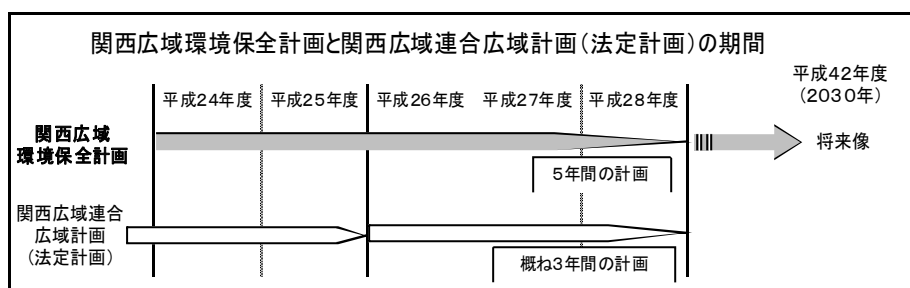 関西広域環境保全計画と関西広域連合広域計画（法定計画）の期間
平成42年度
（2030年）
平成24年度
平成25年度
平成26年度
平成27年度
平成28年度
関西広域
環境保全計画
将来像
5年間の計画
関西広域連合
広域計画
（法定計画）
概ね3年間の計画